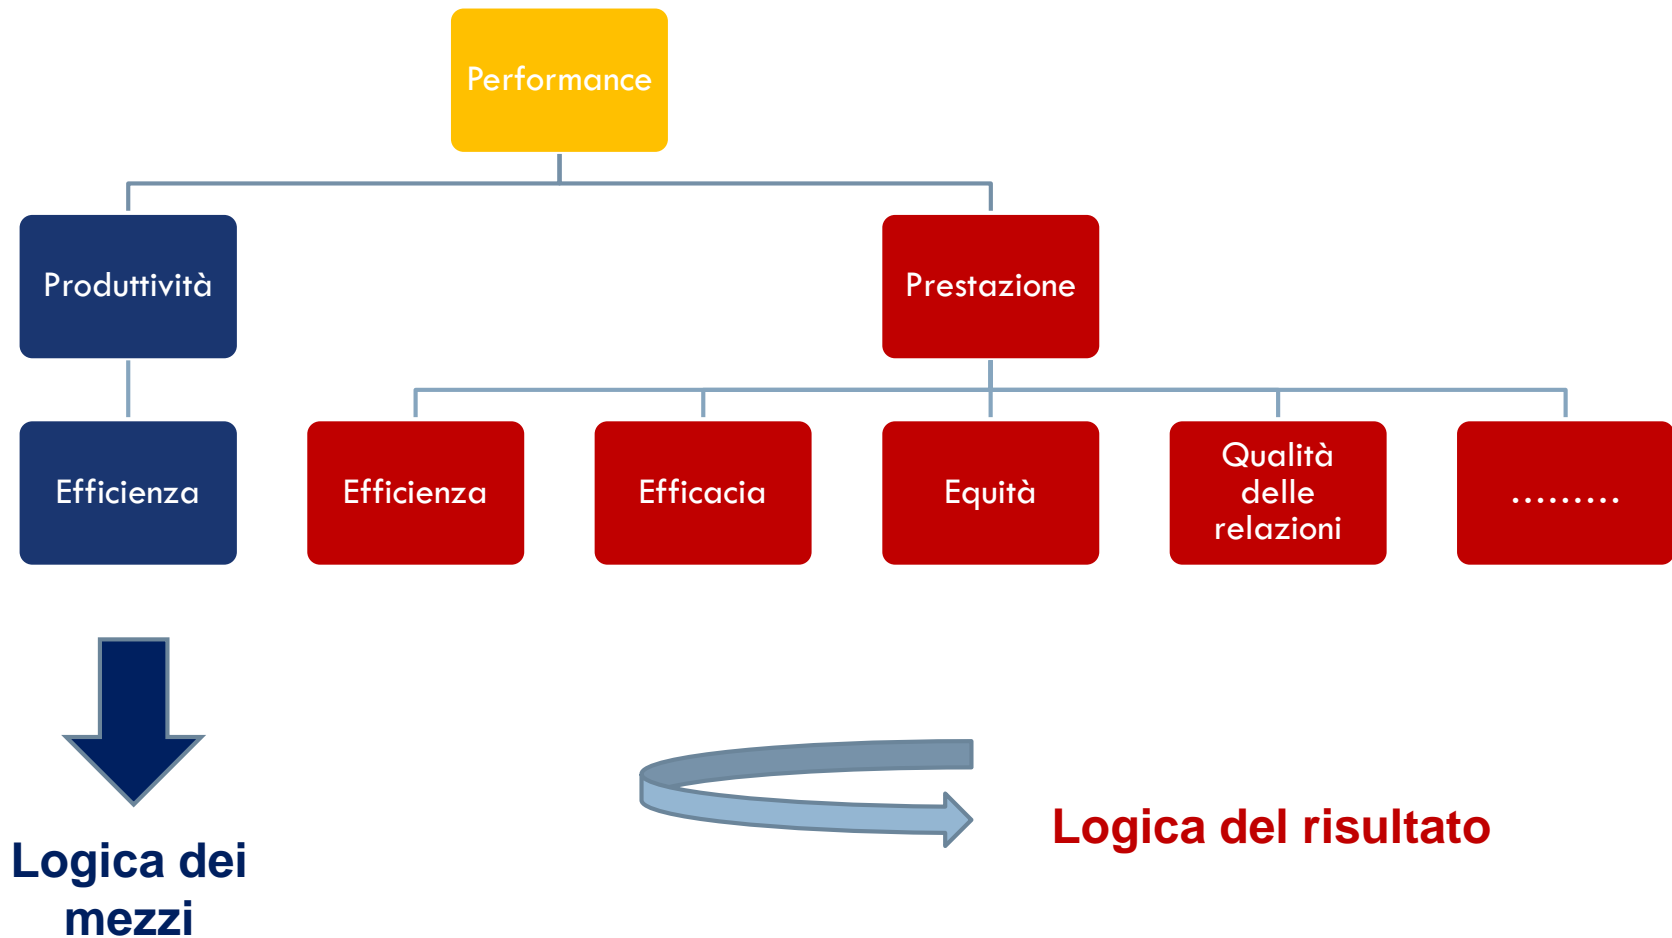 Performance
Produttività
Prestazione
Efficienza
Efficienza
Efficacia
Equità
Qualità
delle
relazioni
.........
Logica dei
mezzi
Logica del risultato